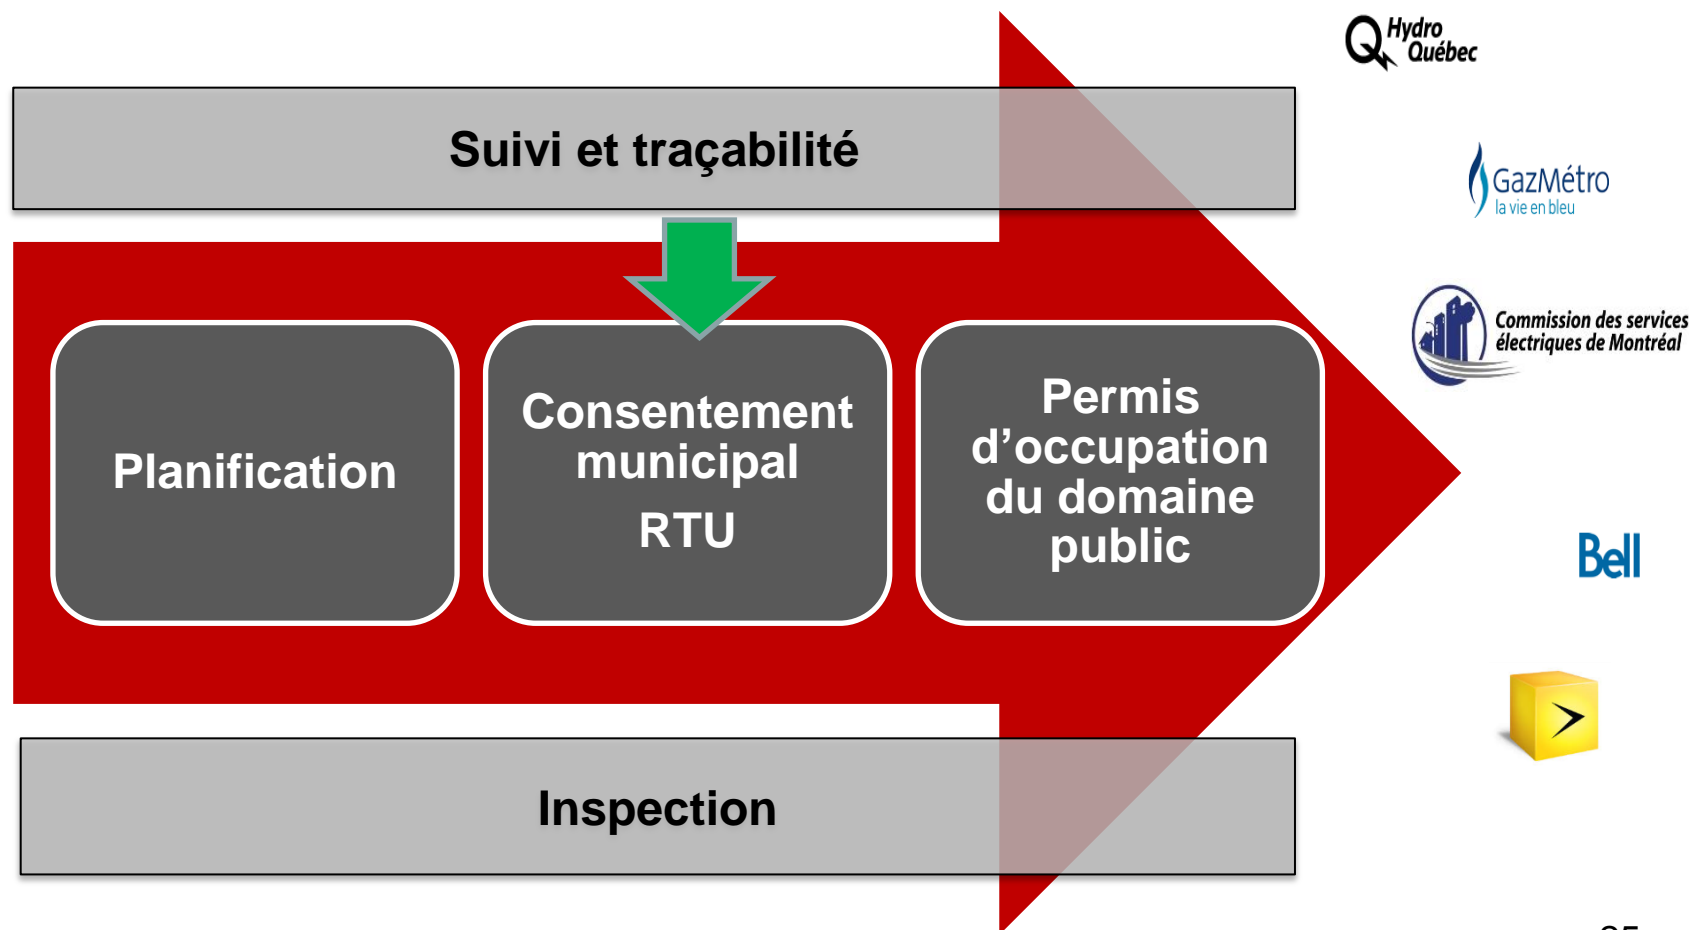 Hydro
Québec
Suivi et traçabilité
GazMétro
la vie en bleu
Commission des services
électriques de Montréal
Planification
Consentement
municipal
RTU
Permis
d’occupation
du domaine
public
Bell
Inspection